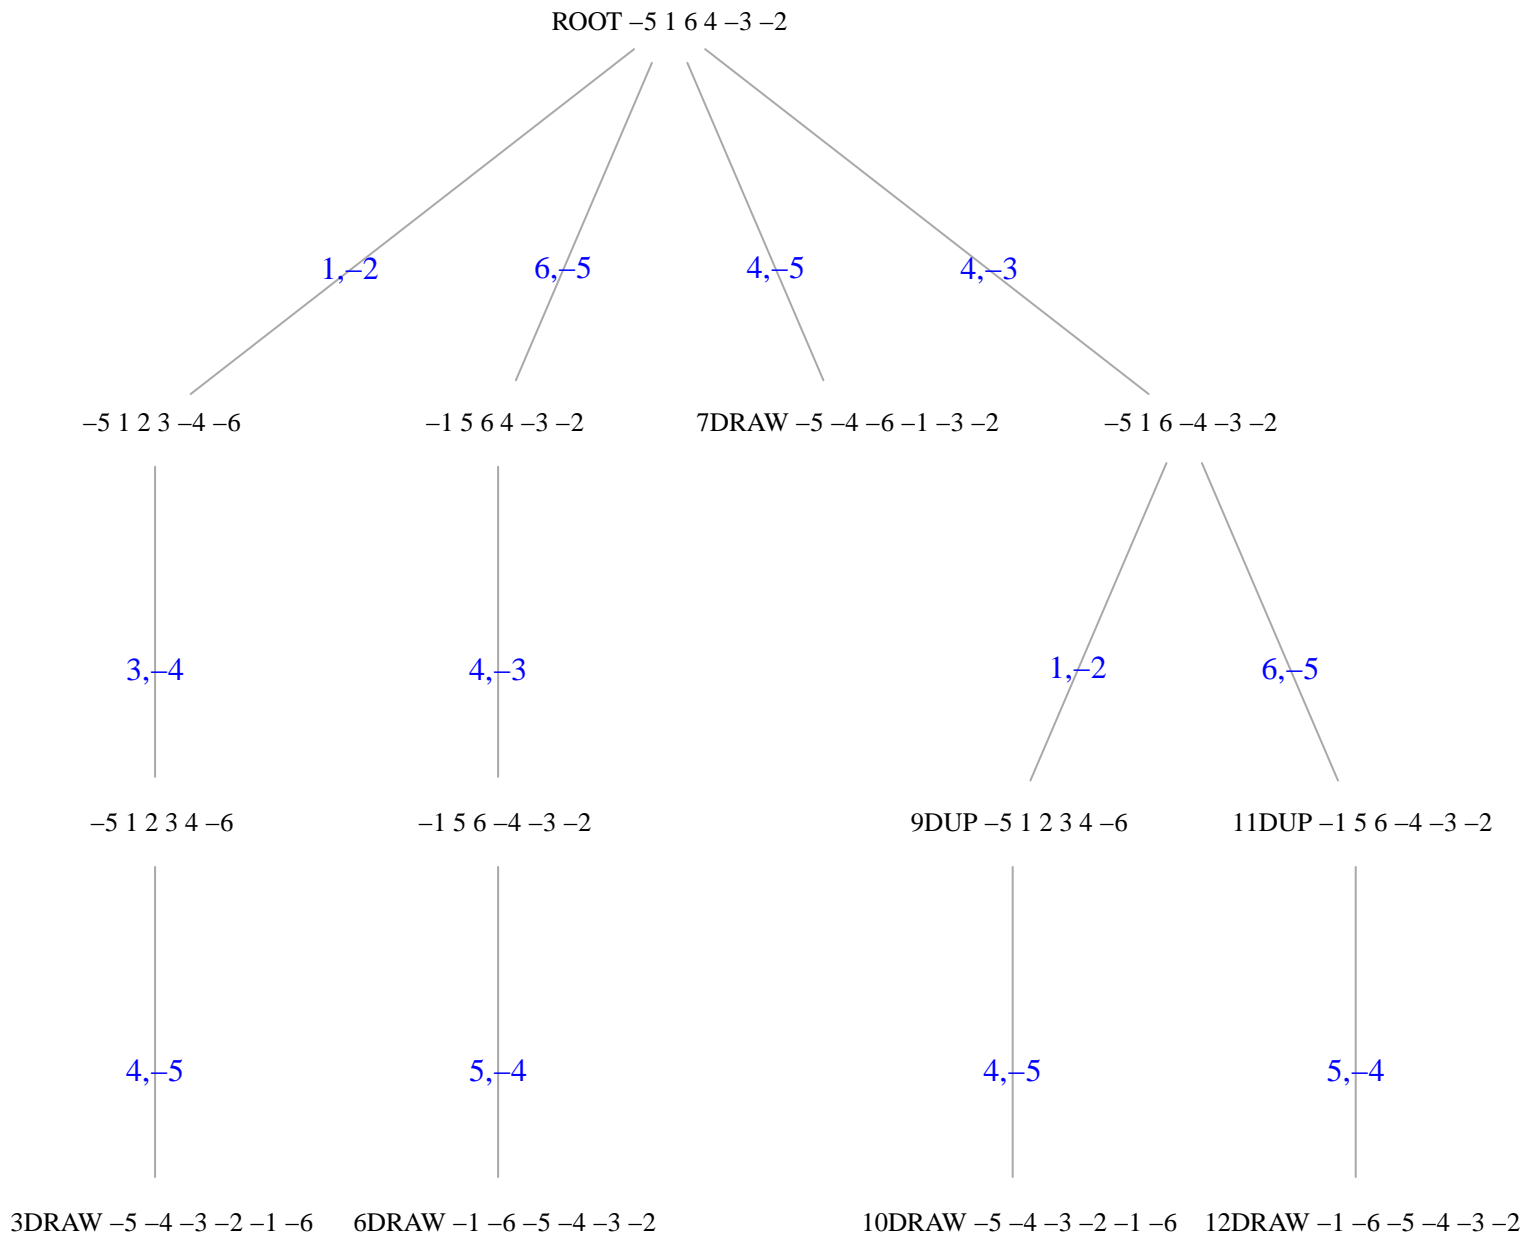 ROOT –5 1 6 4 –3 –2
1,–2 6,–5 4,–5 4,–3
–5 1 2 3 –4 –6 –1 5 6 4 –3 –2 7DRAW –5 –4 –6 –1 –3 –2 –5 1 6 –4 –3 –2
3,–4 4,–3 1,–2 6,–5
–5 1 2 3 4 –6 –1 5 6 –4 –3 –2 9DUP –5 1 2 3 4 –6 11DUP –1 5 6 –4 –3 –2
4,–5 5,–4 4,–5 5,–4
3DRAW –5 –4 –3 –2 –1 –6 6DRAW –1 –6 –5 –4 –3 –2 10DRAW –5 –4 –3 –2 –1 –6 12DRAW –1 –6 –5 –4 –3 –2